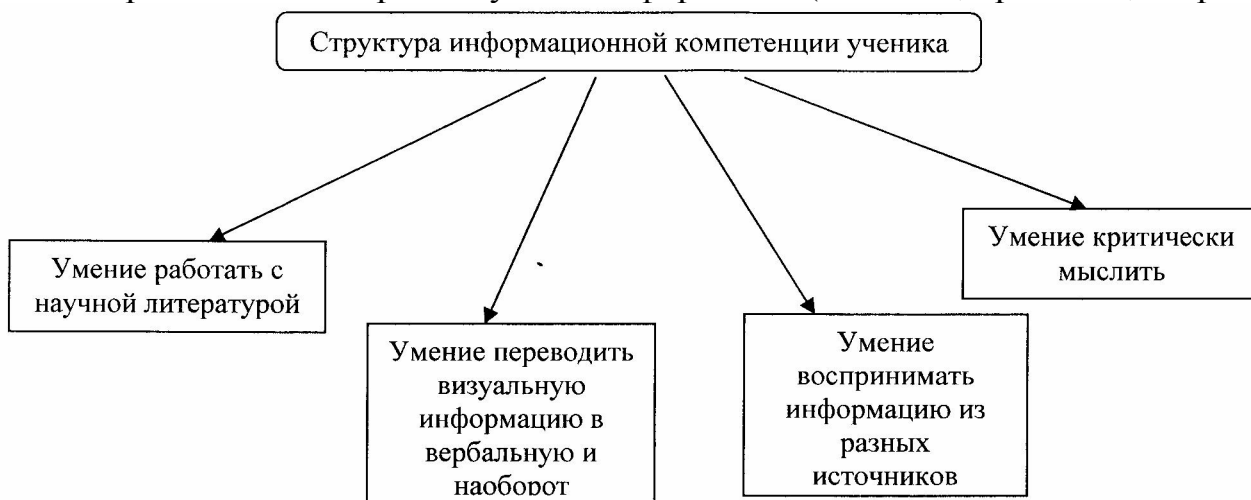 Структура информационной компетенции ученика
Умение работать с
научной литературой
Умение переводить
визуальную
информацию в
вербальную и
наоборот
Умение
воспринимать
информацию из
разных
источников
Умение критически
мыслить